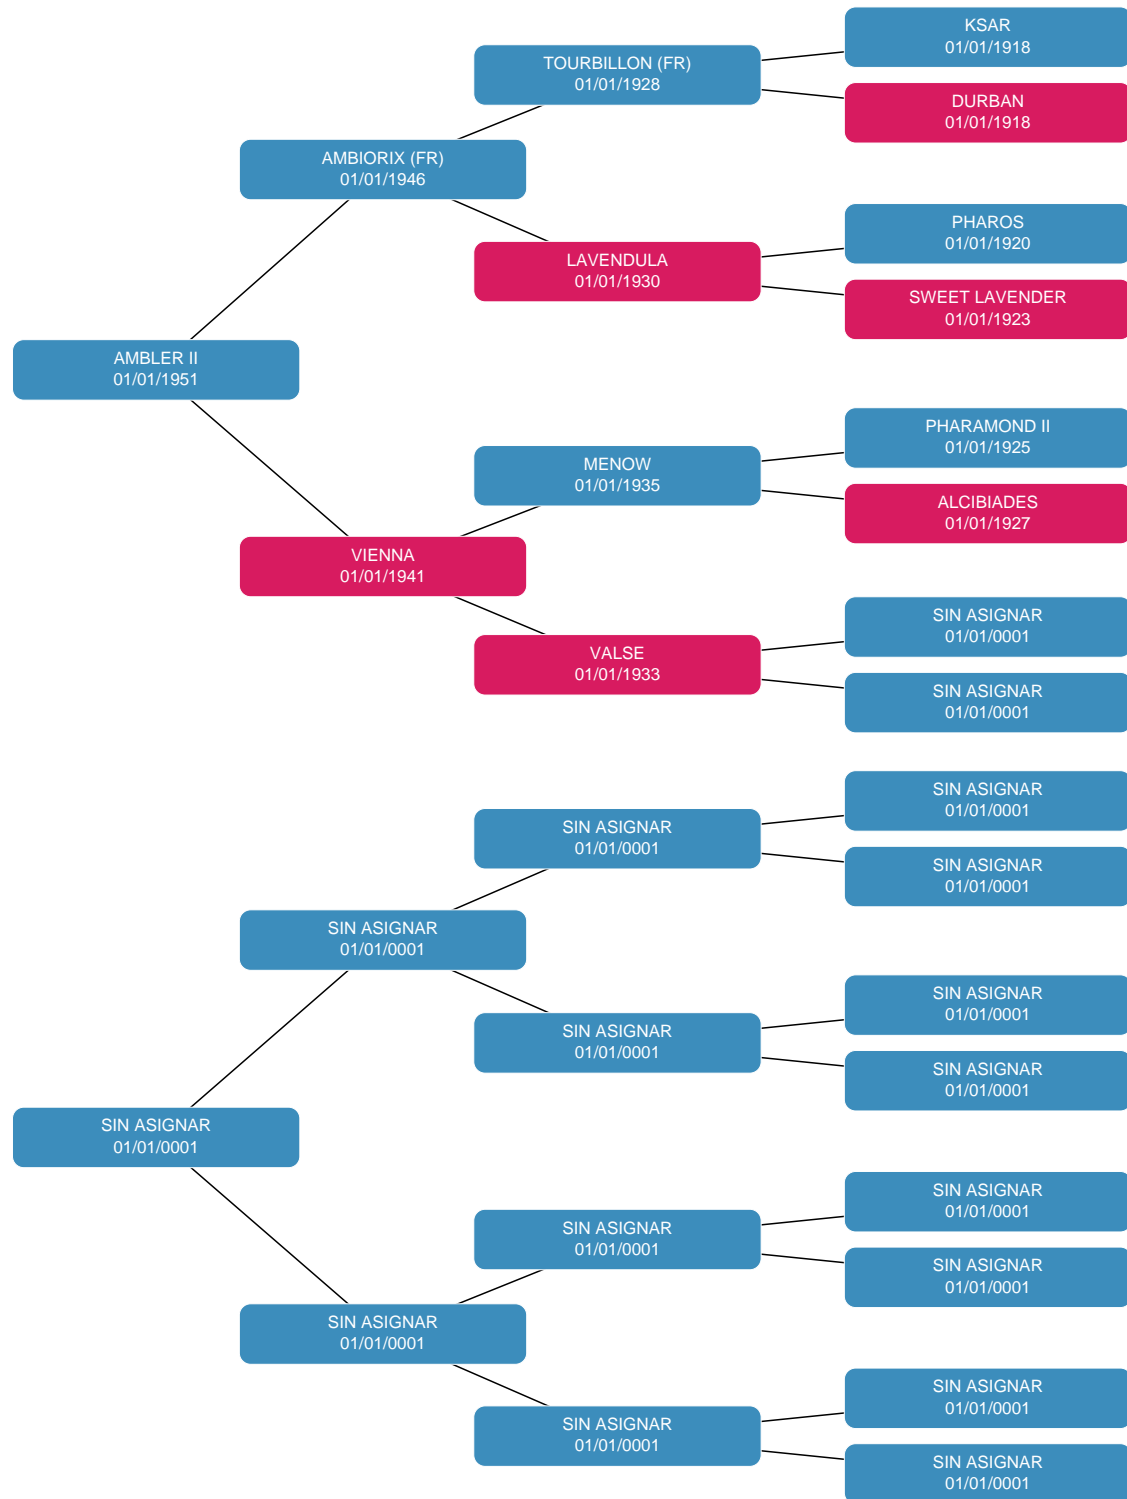 KSAR
01/01/1918
TOURBILLON (FR)
01/01/1928
DURBAN
01/01/1918
AMBIORIX (FR)
01/01/1946
PHAROS
01/01/1920
LAVENDULA
01/01/1930
SWEET LAVENDER
01/01/1923
AMBLER II
01/01/1951
PHARAMOND II
01/01/1925
MENOW
01/01/1935
ALCIBIADES
01/01/1927
VIENNA
01/01/1941
SIN ASIGNAR
01/01/0001
VALSE
01/01/1933
SIN ASIGNAR
01/01/0001
SIN ASIGNAR
01/01/0001
SIN ASIGNAR
01/01/0001
SIN ASIGNAR
01/01/0001
SIN ASIGNAR
01/01/0001
SIN ASIGNAR
01/01/0001
SIN ASIGNAR
01/01/0001
SIN ASIGNAR
01/01/0001
SIN ASIGNAR
01/01/0001
SIN ASIGNAR
01/01/0001
SIN ASIGNAR
01/01/0001
SIN ASIGNAR
01/01/0001
SIN ASIGNAR
01/01/0001
SIN ASIGNAR
01/01/0001
SIN ASIGNAR
01/01/0001
SIN ASIGNAR
01/01/0001